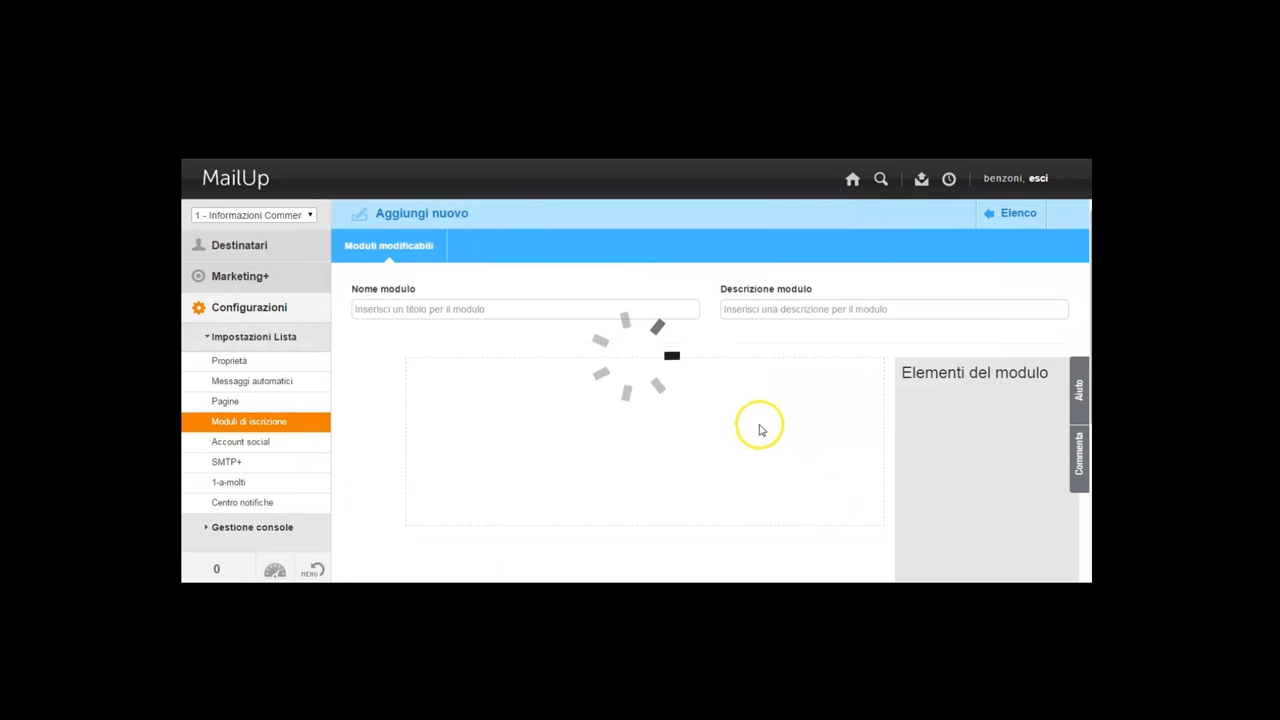 MailUp
benzoni, esci
1 - Informazioni Commer
Aggiungi nuovo
Elenco
Destinatari
Moduli modificabili
Marketing+
Nome modulo
Descrizione modulo
Configurazioni
Inserisci un titolo per il modulo
Inserisci una descrizione per il modulo
Impostazioni Lista
Proprietà
Messaggi automatici
Pagine
Moduli di iscrizione
Account social
SMTP+
1-a-molti
Centro notifiche
Gestione console
0
MENU
Elementi del modulo
Aiuto
Commenta